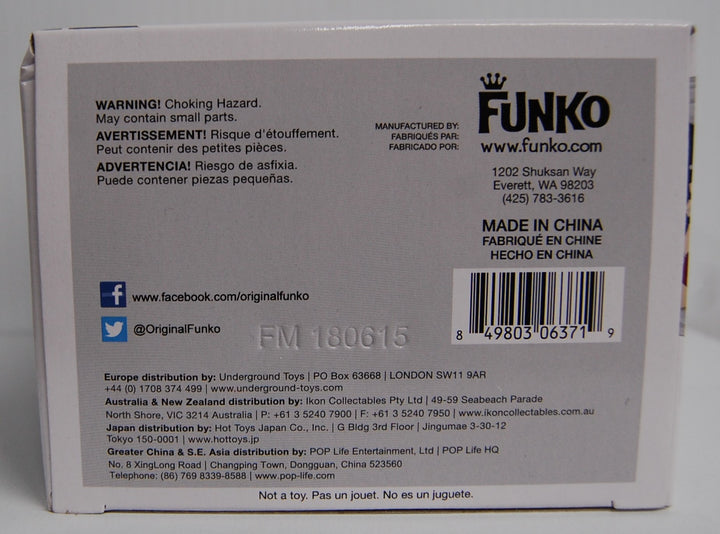 WARNING! Choking Hazard.
May contain small parts.
AVERTISSEMENT! Risque d'étouffement.
Peut contenir des petites pièces.
ADVERTENCIA! Riesgo de asfixia.
Puede contener piezas pequeñas.
MANUFACTURED BY:
FABRIQUÉS PAR:
FABRICADO POR:
FUNKO
www.funko.com
1202 Shuksan Way
Everett, WA 98203
(425) 783-3616
MADE IN CHINA
FABRIQUÉ EN CHINE
HECHO EN CHINA
f www.facebook.com/originalfunko
@OriginalFunko
FM 180615
8 49803 06371 9
Europe distribution by: Underground Toys | PO Box 63668 | LONDON SW11 9AR
+44 (0) 1708 374 499 | www.underground-toys.com
Australia & New Zealand distribution by: Ikon Collectables Pty Ltd | 49-59 Seabeach Parade
North Shore, VIC 3214 Australia | P: +61 3 5240 7900 | F: +61 3 5240 7950 | www.ikoncollectables.com.au
Japan distribution by: Hot Toys Japan Co., Inc. | G Bldg 3rd Floor | Jingumae 3-30-12
Tokyo 150-0001 | www.hottoys.jp
Greater China & S.E. Asia distribution by: POP Life Entertainment, Ltd | POP Life HQ
No. 8 XingLong Road | Changping Town, Dongguan, China 523560
Telephone: (86) 769 8339-8588 | www.pop-life.com
Not a toy. Pas un jouet. No es un juguete.